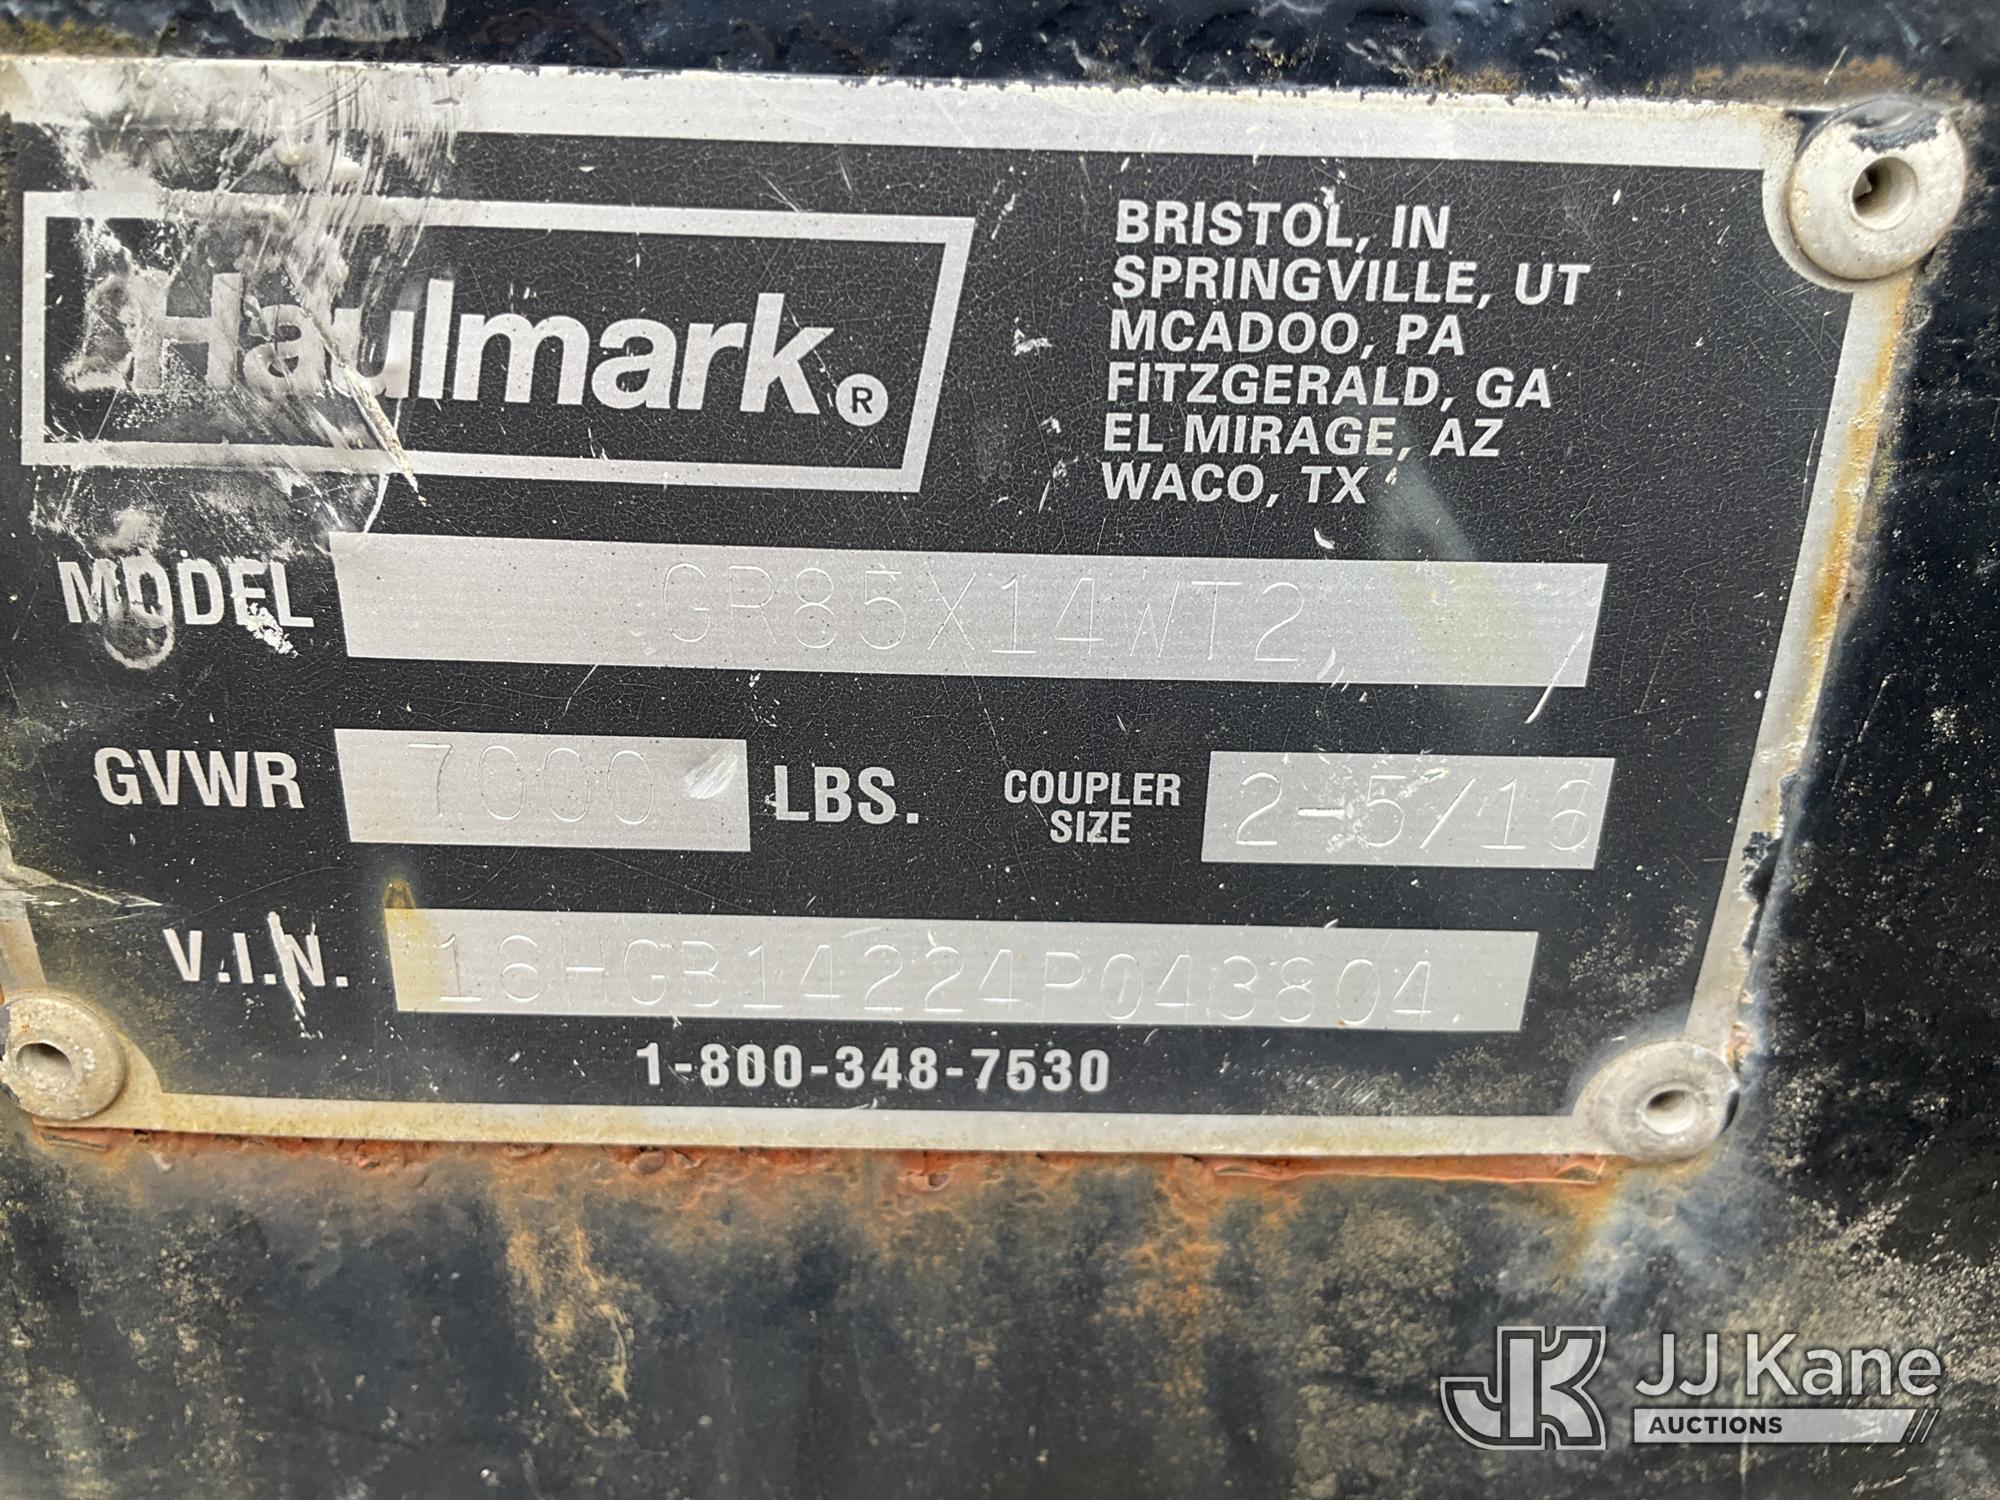 Haulmark®
BRISTOL, IN
SPRINGVILLE, UT
MCADOO, PA
FITZGERALD, GA
EL MIRAGE, AZ
WACO, TX
MODEL GR85X14WT2
GVWR 7000 LBS. COUPLER SIZE 2-5/16
V.I.N. 16HGB14224P043804
1-800-348-7530
JK JJ Kane
AUCTIONS